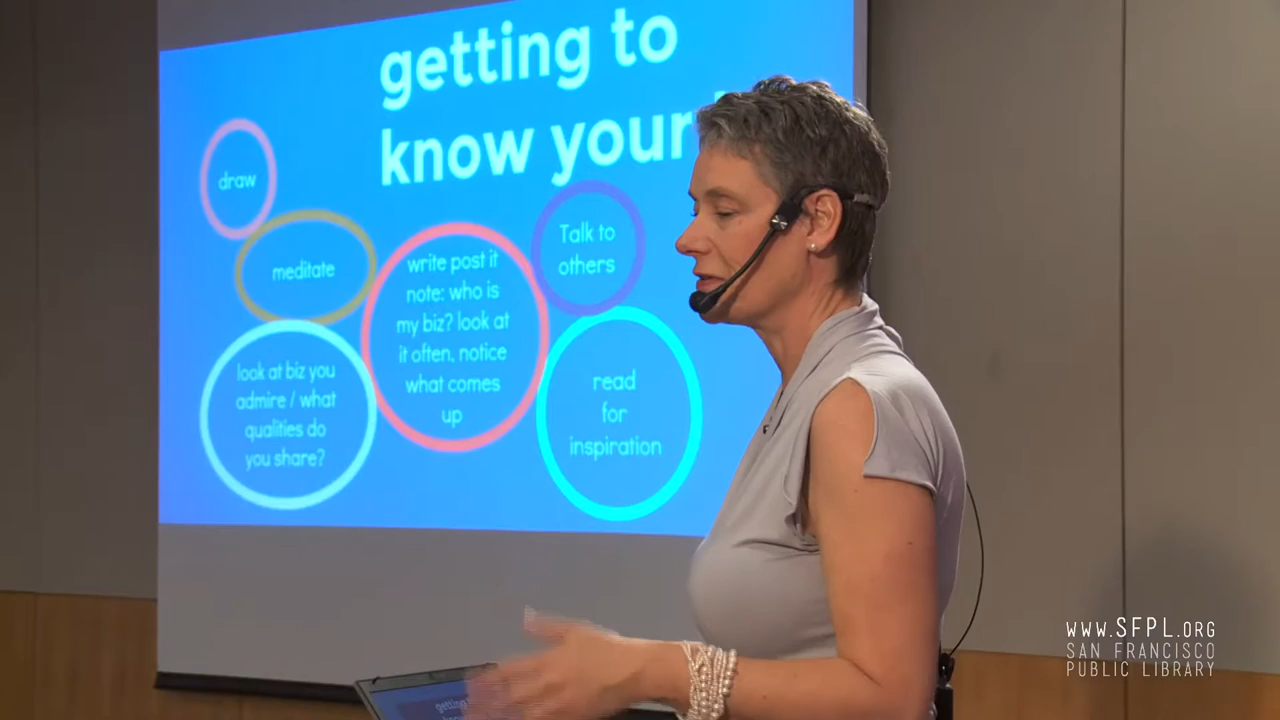 getting to
know your
draw
meditate
write post it
note: who is
my biz? look at
it often, notice
what comes
up
Talk to
others
look at biz you
admire / what
qualities do
you share?
read
for
inspiration
www.SFPL.org
SAN FRANCISCO
PUBLIC LIBRARY
getting